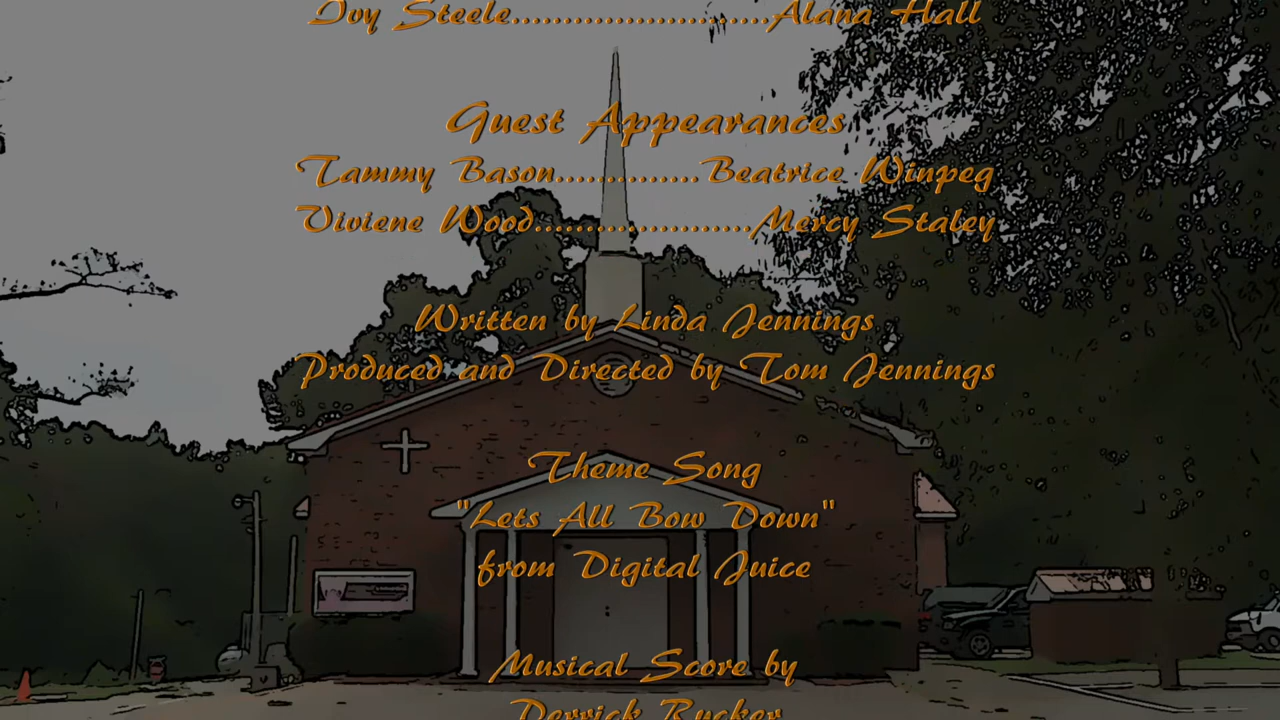 Ivy Steele.........................Alana Hall
Guest Appearances
Tammy Bason..............Beatrice Winpeg
Viviene Wood.....................Mercy Staley
Written by Linda Jennings
Produced and Directed by Tom Jennings
Theme Song
"Lets All Bow Down"
from Digital Juice
Musical Score by
Derrick Rucker